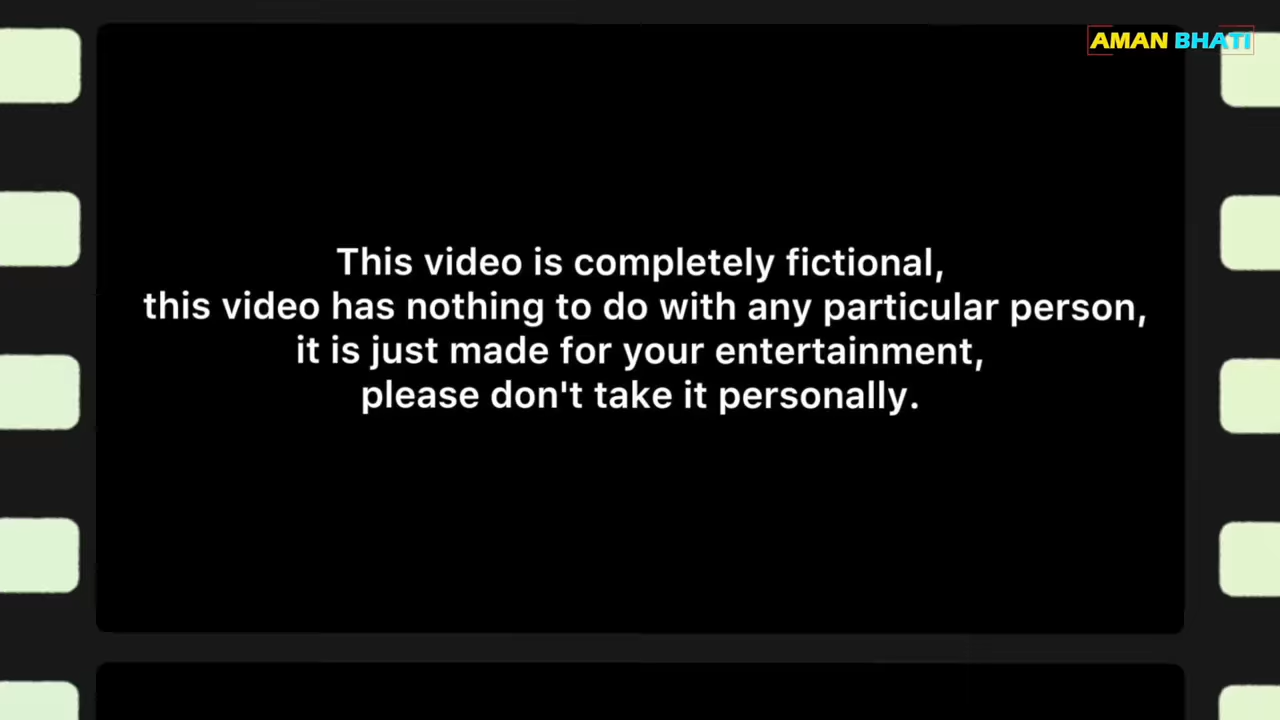 AMAN BHATI
This video is completely fictional,
this video has nothing to do with any particular person,
it is just made for your entertainment,
please don't take it personally.